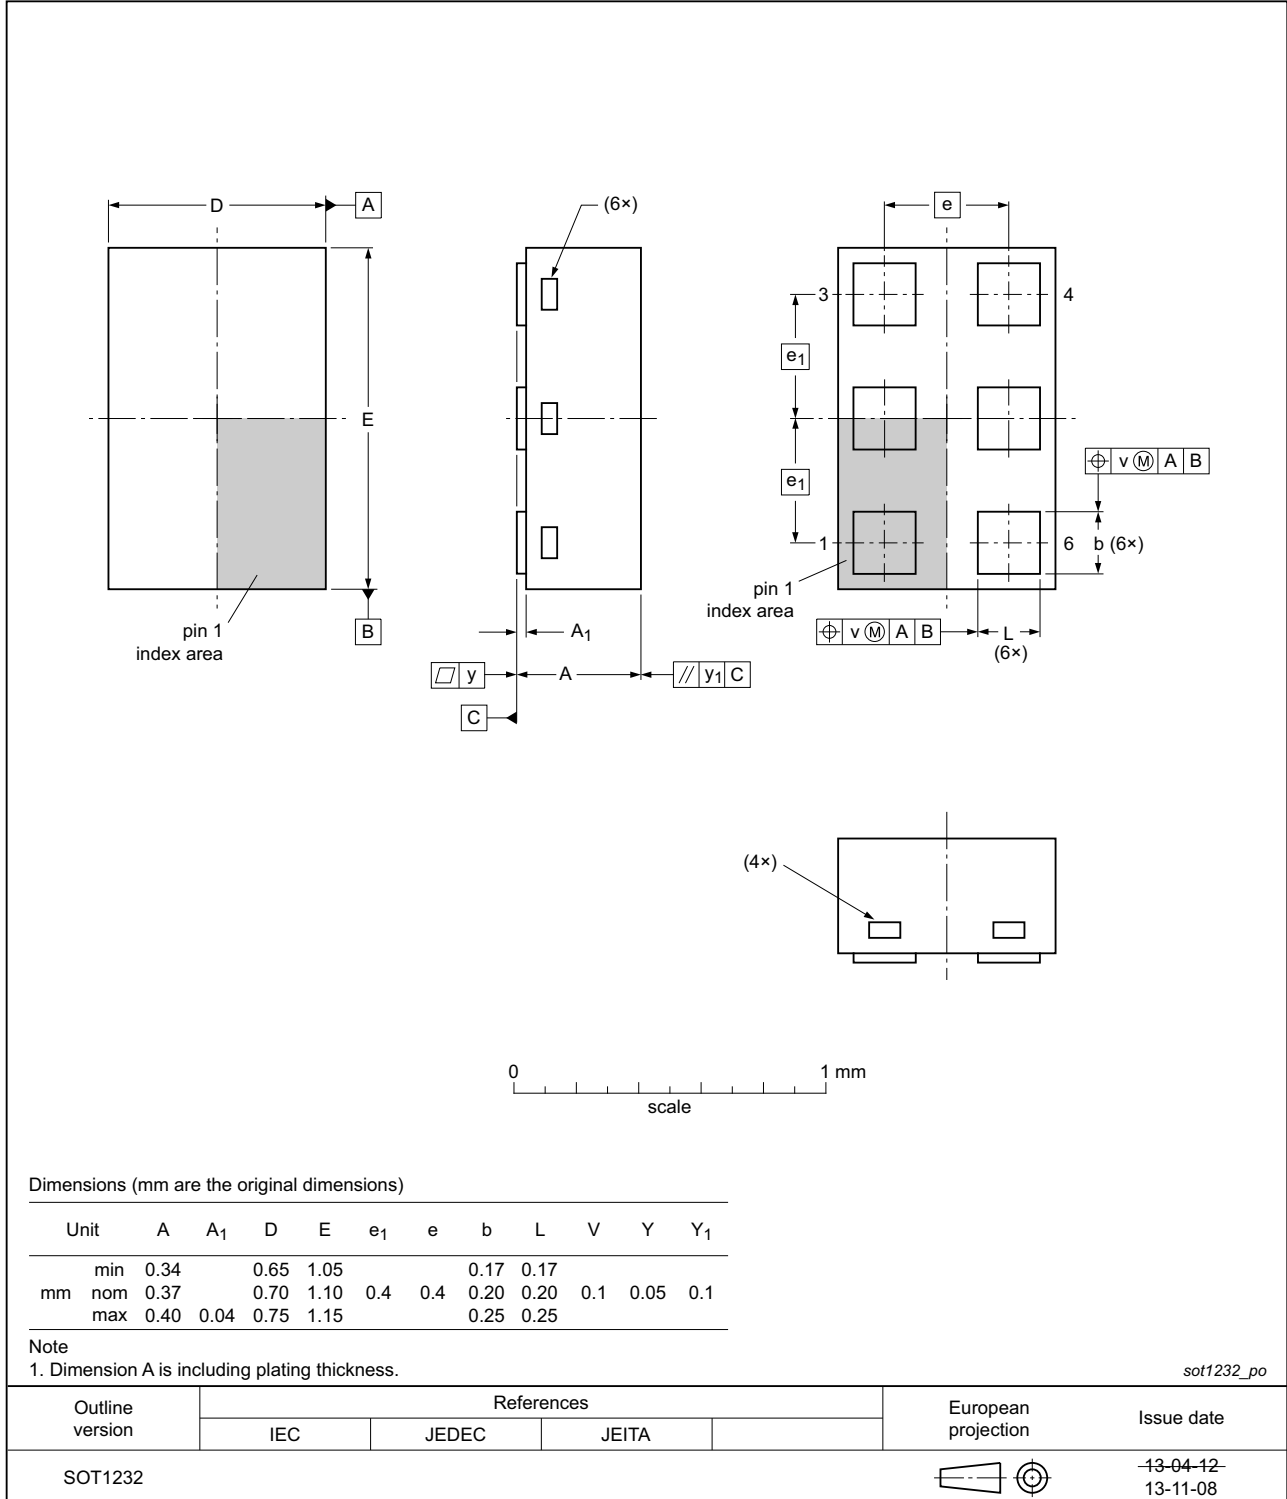 D
A
(6×)
e
3
4
e1
E
e1
v M A B
1
6
b (6×)
pin 1
index area
pin 1
index area
B
A1
v M A B
L
(6×)
y
A
// y1 C
C
(4×)
0
1 mm
scale
Dimensions (mm are the original dimensions)
Unit A A1 D E e1 e b L V Y Y1
min 0.34 0.65 1.05 0.17 0.17
mm nom 0.37 0.70 1.10 0.4 0.4 0.20 0.20 0.1 0.05 0.1
max 0.40 0.04 0.75 1.15 0.25 0.25
Note
1. Dimension A is including plating thickness.
sot1232_po
Outline version
References
European projection
Issue date
IEC JEDEC JEITA
SOT1232
13-04-12
13-11-08